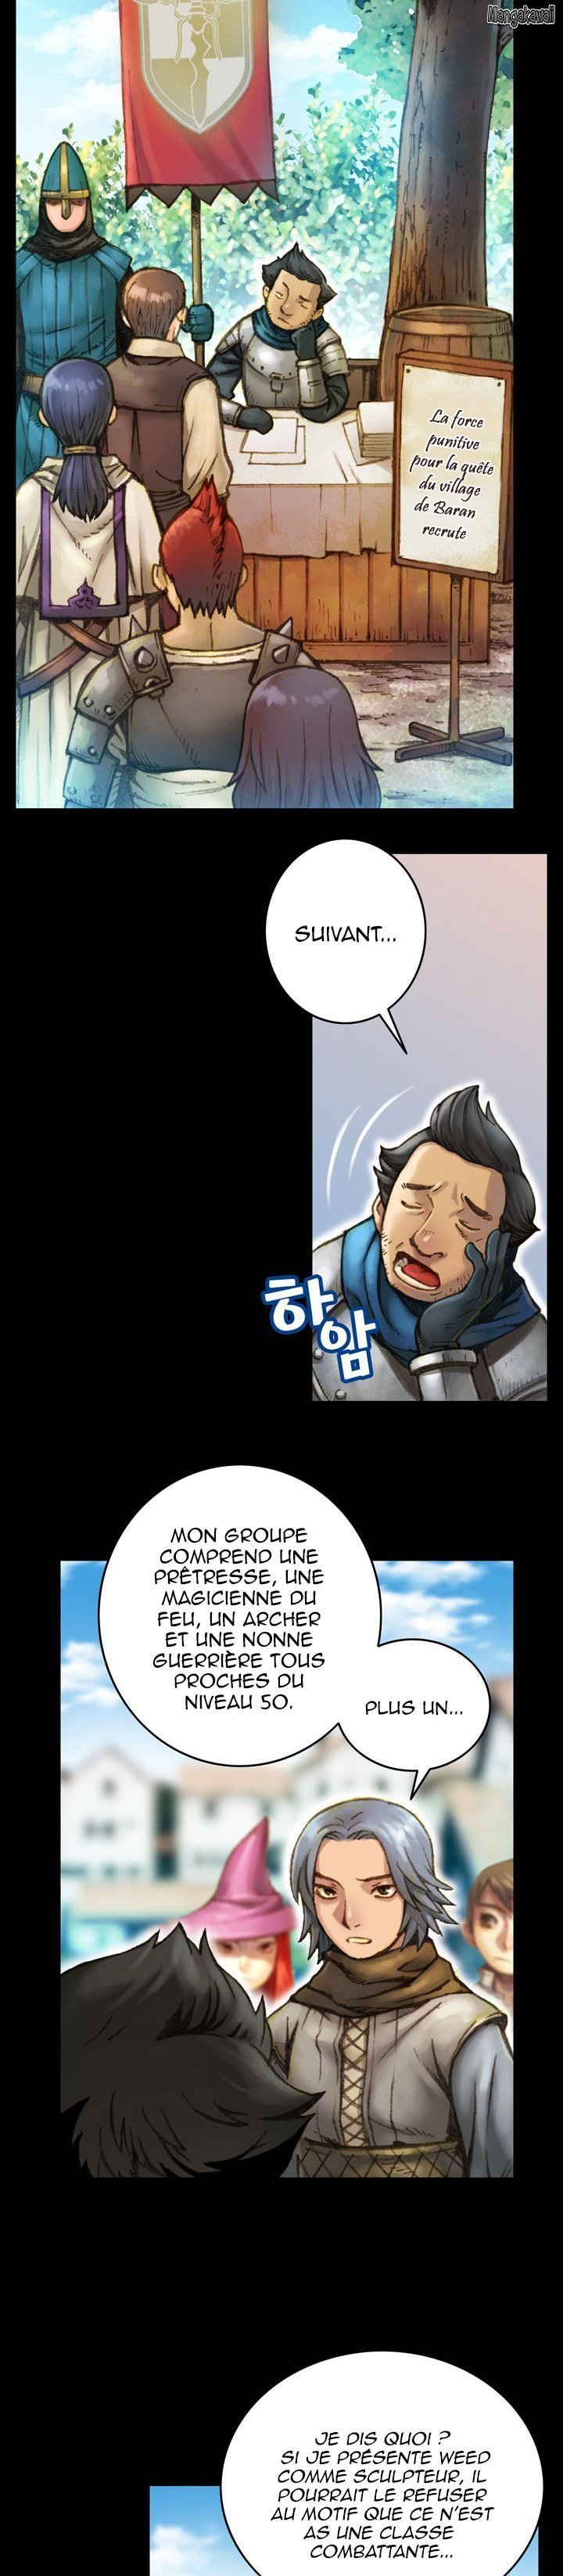 Mangakawaii
La force
punitive
pour la quête
du village
de Baran
recrute
SUIVANT...
하
암
MON GROUPE
COMPREND UNE
PRÊTRESSE, UNE
MAGICIENNE DU
FEU, UN ARCHER
ET UNE NONNE
GUERRIÈRE TOUS
PROCHES DU
NIVEAU 50.
PLUS UN...
JE DIS QUOI ?
SI JE PRÉSENTE WEED
COMME SCULPTEUR, IL
POURRAIT LE REFUSER
AU MOTIF QUE CE N'EST
AS UNE CLASSE
COMBATTANTE...